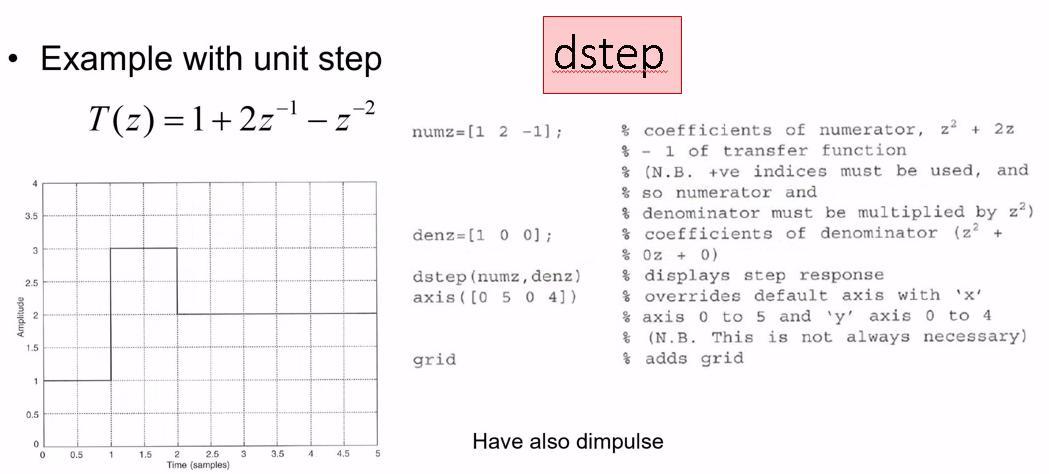 • Example with unit step
dstep
T(z) = 1 + 2z⁻¹ − z⁻²
numz=[1 2 -1]; % coefficients of numerator, z² + 2z
% - 1 of transfer function
% (N.B. +ve indices must be used, and
% so numerator and
% denominator must be multiplied by z²)
denz=[1 0 0]; % coefficients of denominator (z² +
% 0z + 0)
dstep(numz,denz) % displays step response
axis([0 5 0 4]) % overrides default axis with 'x'
% axis 0 to 5 and 'y' axis 0 to 4
% (N.B. This is not always necessary)
grid % adds grid
4
3.5
3
2.5
2
1.5
1
0.5
0
Amplitude
0 0.5 1 1.5 2 2.5 3 3.5 4 4.5 5
Time (samples)
Have also dimpulse